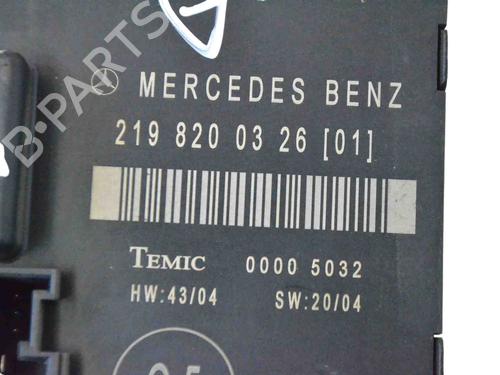 B-PARTS
MERCEDES BENZ
219 820 03 26 [01]
TEMIC 0000 5032
HW:43/04 SW:20/04